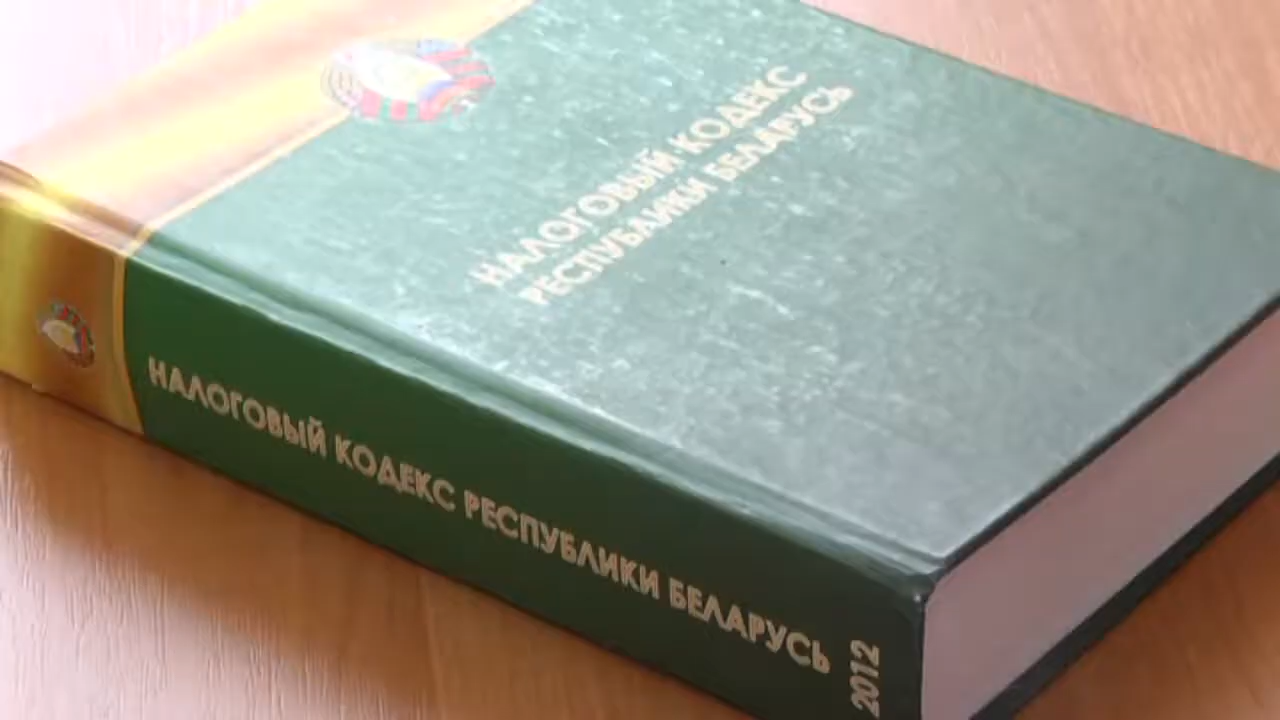 НАЛОГОВЫЙ КОДЕКС
РЕСПУБЛИКИ БЕЛАРУСЬ
НАЛОГОВЫЙ КОДЕКС РЕСПУБЛИКИ БЕЛАРУСЬ
2012